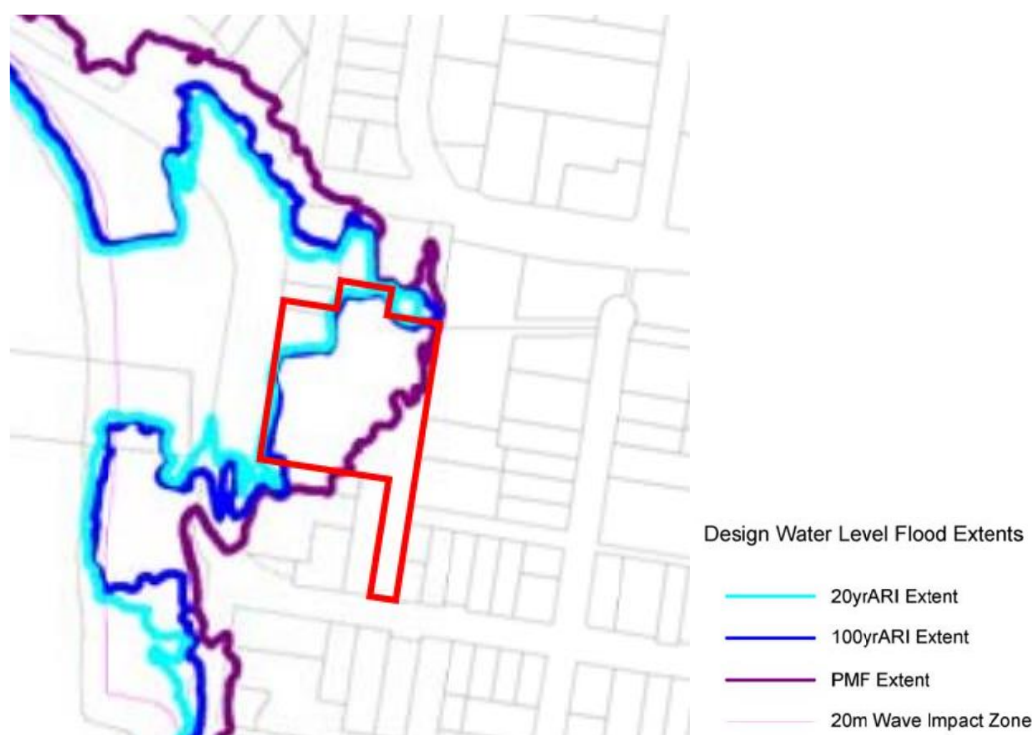 Design Water Level Flood Extents
20yrARI Extent
100yrARI Extent
PMF Extent
20m Wave Impact Zone